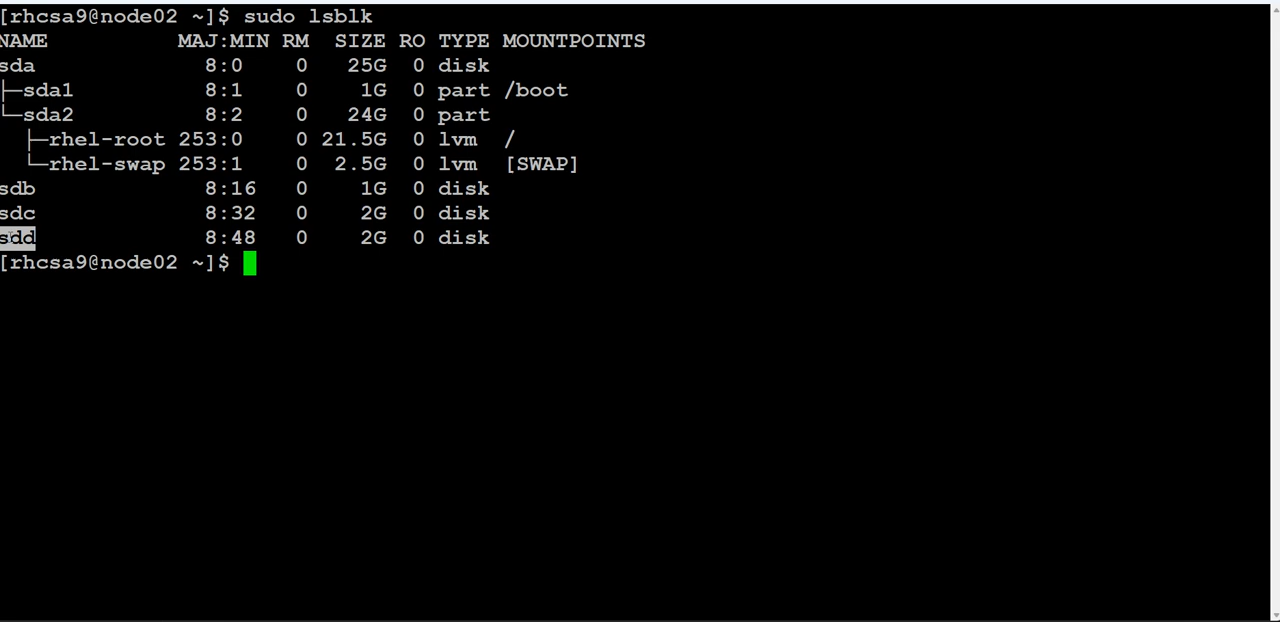 [rhcsa9@node02 ~]$ sudo lsblk
NAME          MAJ:MIN RM  SIZE RO TYPE MOUNTPOINTS
sda             8:0    0   25G  0 disk
├─sda1          8:1    0    1G  0 part /boot
└─sda2          8:2    0   24G  0 part
  ├─rhel-root 253:0    0 21.5G  0 lvm  /
  └─rhel-swap 253:1    0  2.5G  0 lvm  [SWAP]
sdb             8:16   0    1G  0 disk
sdc             8:32   0    2G  0 disk
sdd             8:48   0    2G  0 disk
[rhcsa9@node02 ~]$